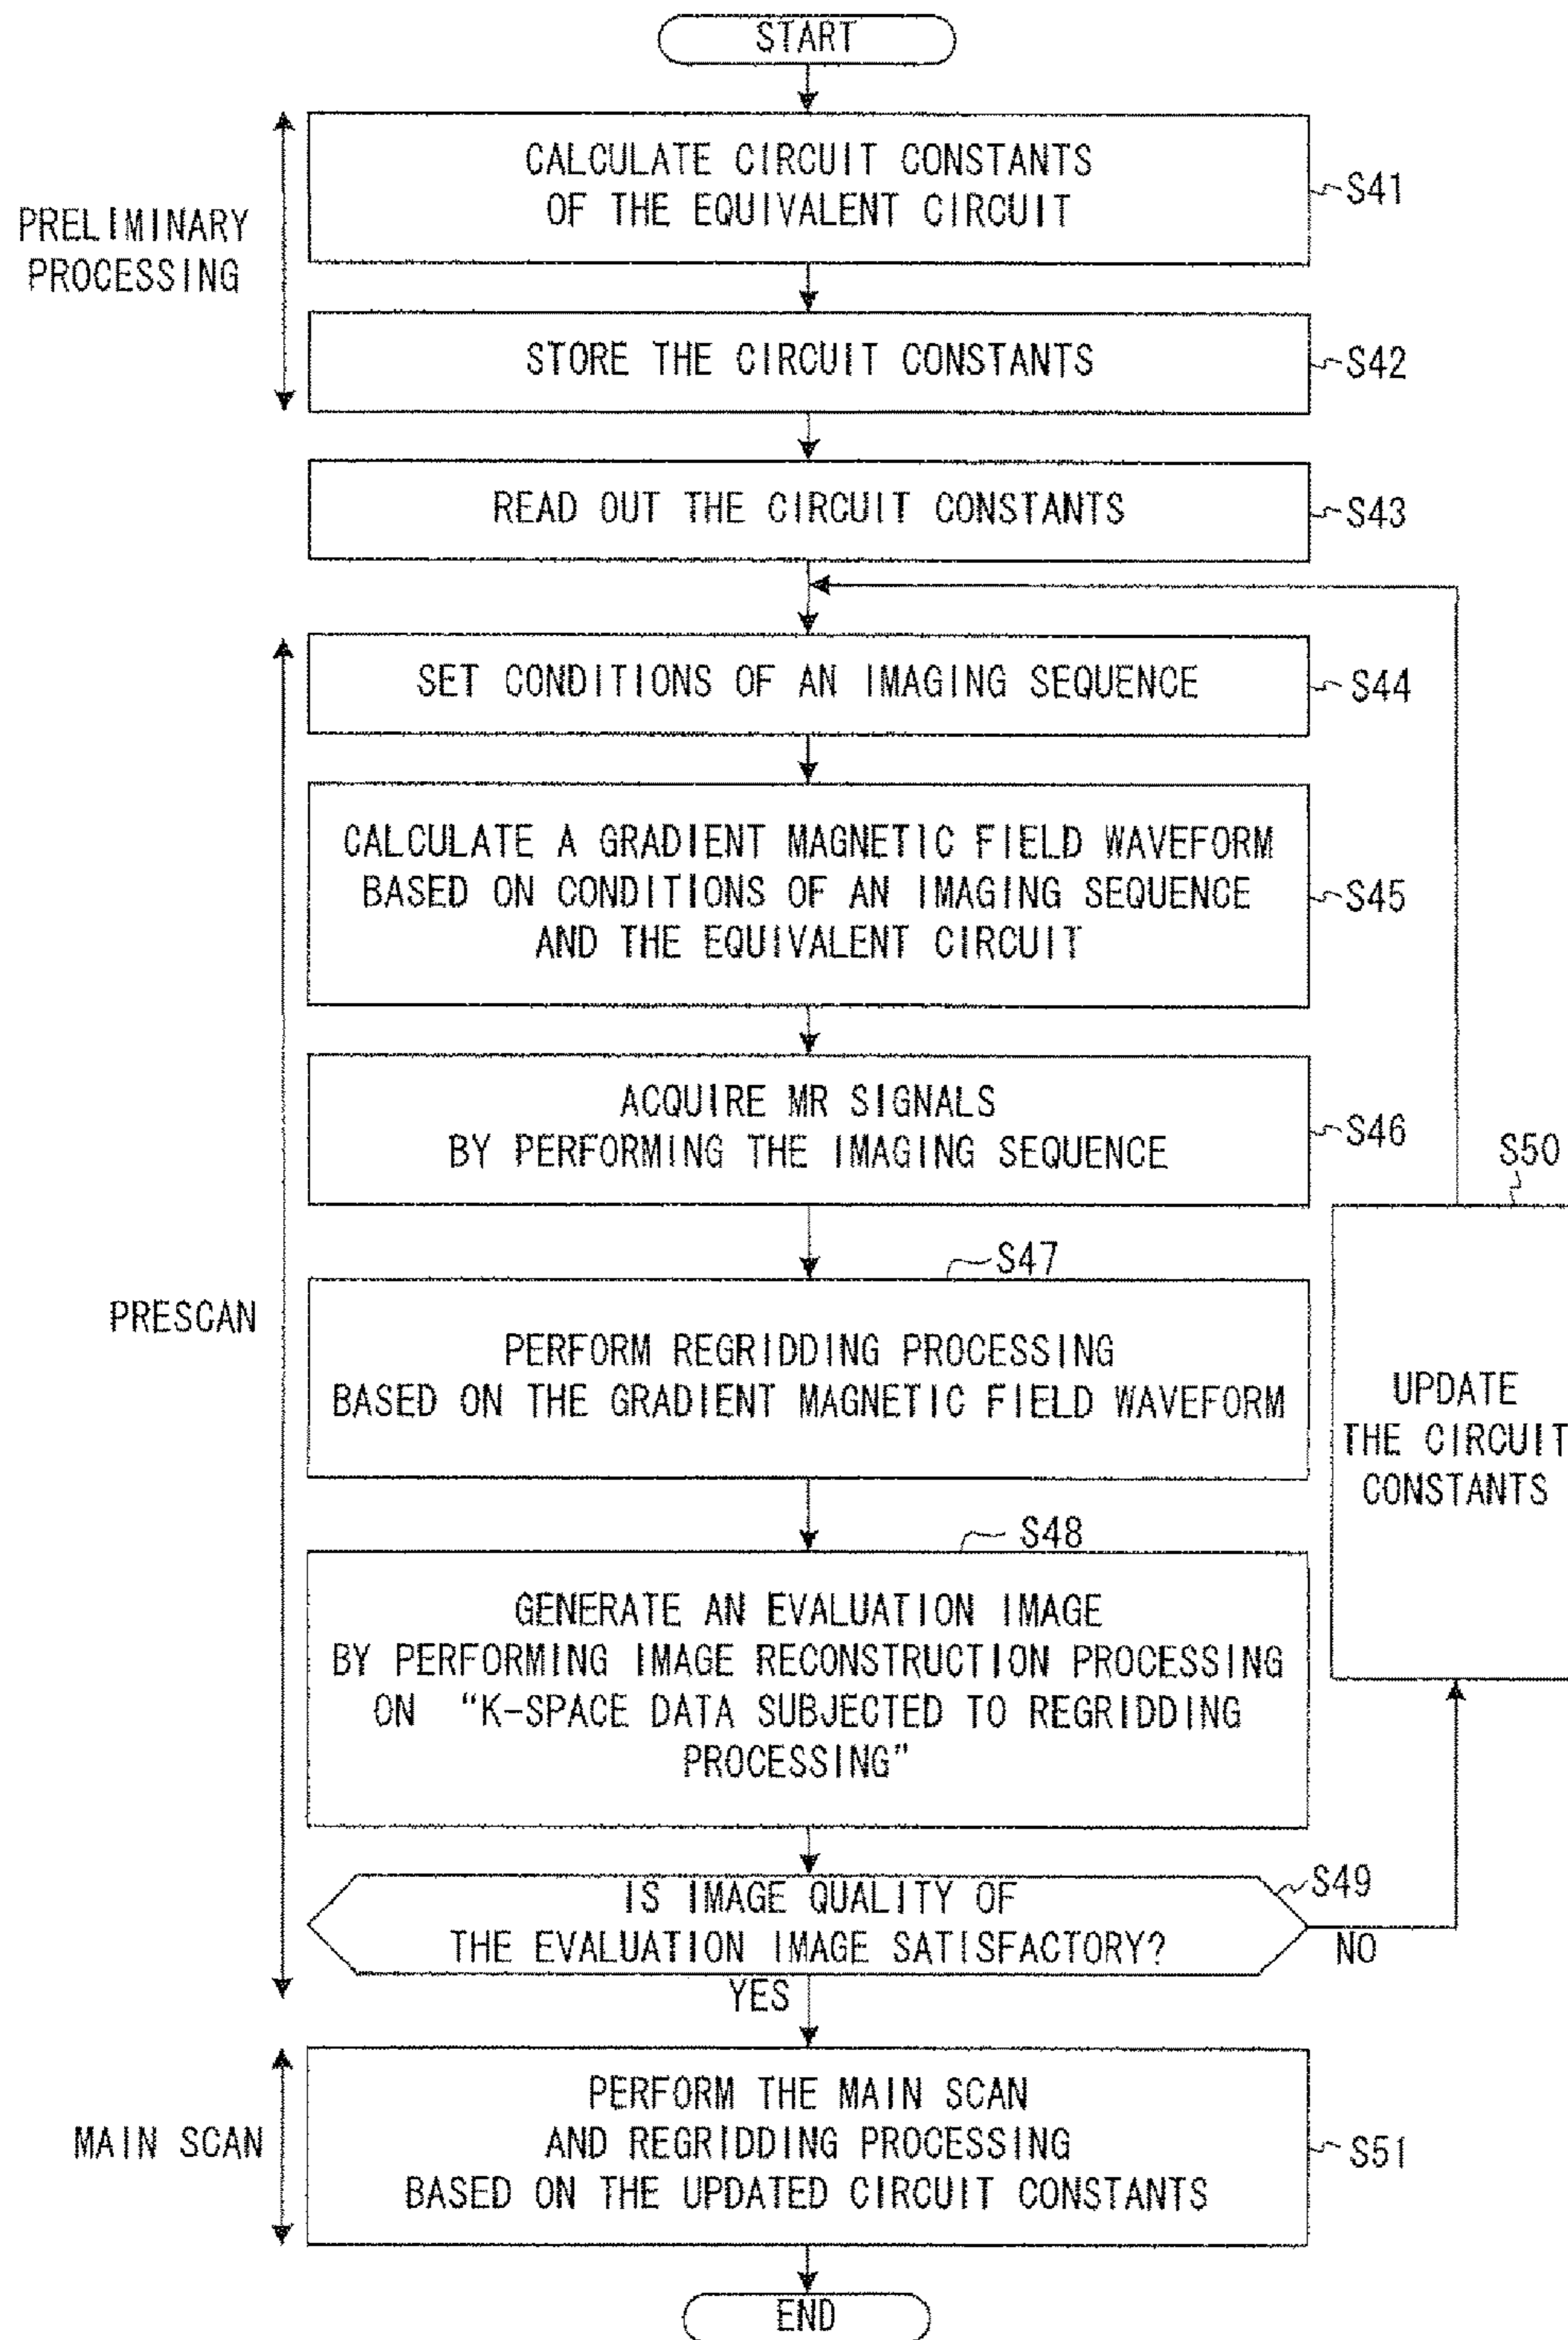 START
CALCULATE CIRCUIT CONSTANTS
OF THE EQUIVALENT CIRCUIT
S41
PRELIMINARY
PROCESSING
STORE THE CIRCUIT CONSTANTS
S42
READ OUT THE CIRCUIT CONSTANTS
S43
SET CONDITIONS OF AN IMAGING SEQUENCE
S44
CALCULATE A GRADIENT MAGNETIC FIELD WAVEFORM
BASED ON CONDITIONS OF AN IMAGING SEQUENCE
AND THE EQUIVALENT CIRCUIT
S45
ACQUIRE MR SIGNALS
BY PERFORMING THE IMAGING SEQUENCE
S46
S50
S47
PRESCAN
PERFORM REGRIDDING PROCESSING
BASED ON THE GRADIENT MAGNETIC FIELD WAVEFORM
UPDATE
THE CIRCUIT
CONSTANTS
S48
GENERATE AN EVALUATION IMAGE
BY PERFORMING IMAGE RECONSTRUCTION PROCESSING
ON “K-SPACE DATA SUBJECTED TO REGRIDDING
PROCESSING”
IS IMAGE QUALITY OF
THE EVALUATION IMAGE SATISFACTORY?
S49
NO
YES
MAIN SCAN
PERFORM THE MAIN SCAN
AND REGRIDDING PROCESSING
BASED ON THE UPDATED CIRCUIT CONSTANTS
S51
END